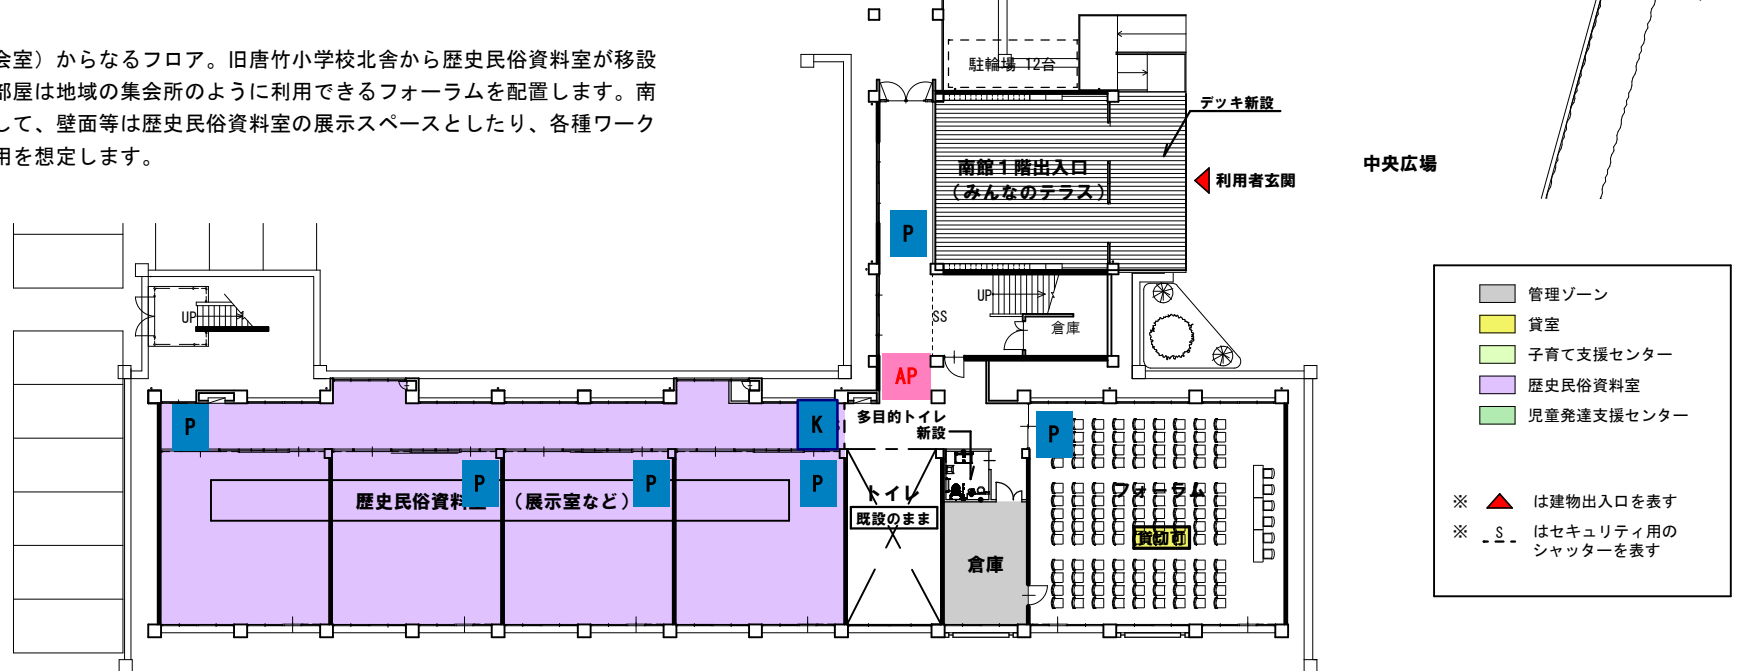 会室）からなるフロア。旧唐竹小学校北舎から歴史民俗資料室が移設
部屋は地域の集会所のように利用できるフォーラムを配置します。南
して、壁面等は歴史民俗資料室の展示スペースとしたり、各種ワーク
用を想定します。
駐輪場 12台
デッキ新設
南館１階出入口
（みんなのテラス）
利用者玄関
中央広場
P
UP
SS
倉庫
UP
AP
P
K
多目的トイレ
新設
P
P
P
P
歴史民俗資料室
（展示室など）
トイレ
既設のまま
倉庫
フォーラム
貸切可
管理ゾーン
貸室
子育て支援センター
歴史民俗資料室
児童発達支援センター
※ は建物出入口を表す
※ S はセキュリティ用の
シャッターを表す